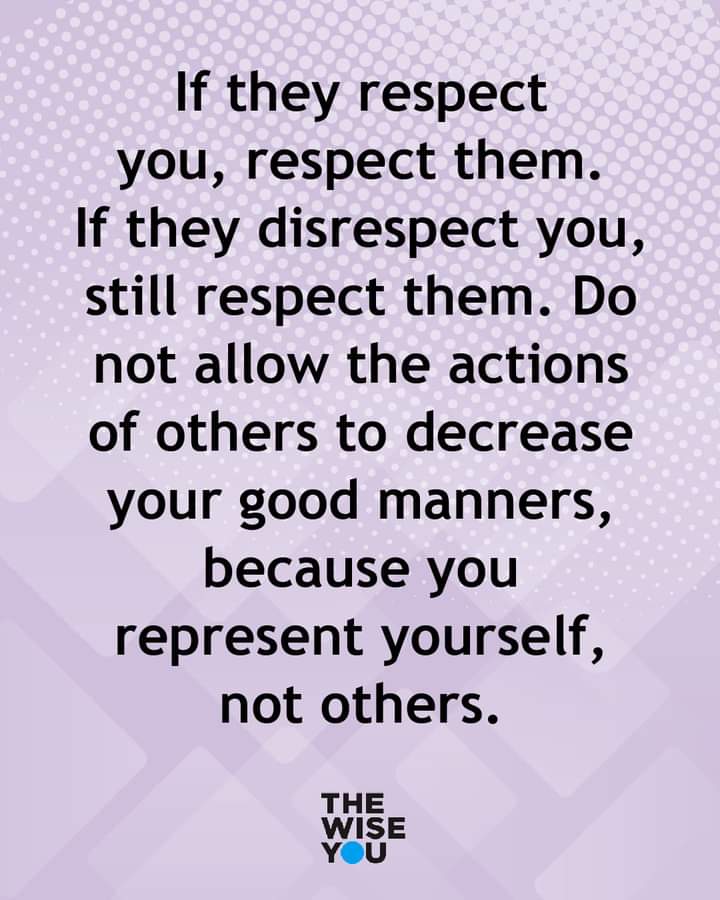 If they respect
you, respect them.
If they disrespect you,
still respect them. Do
not allow the actions
of others to decrease
your good manners,
because you
represent yourself,
not others.
THE
WISE
YOU